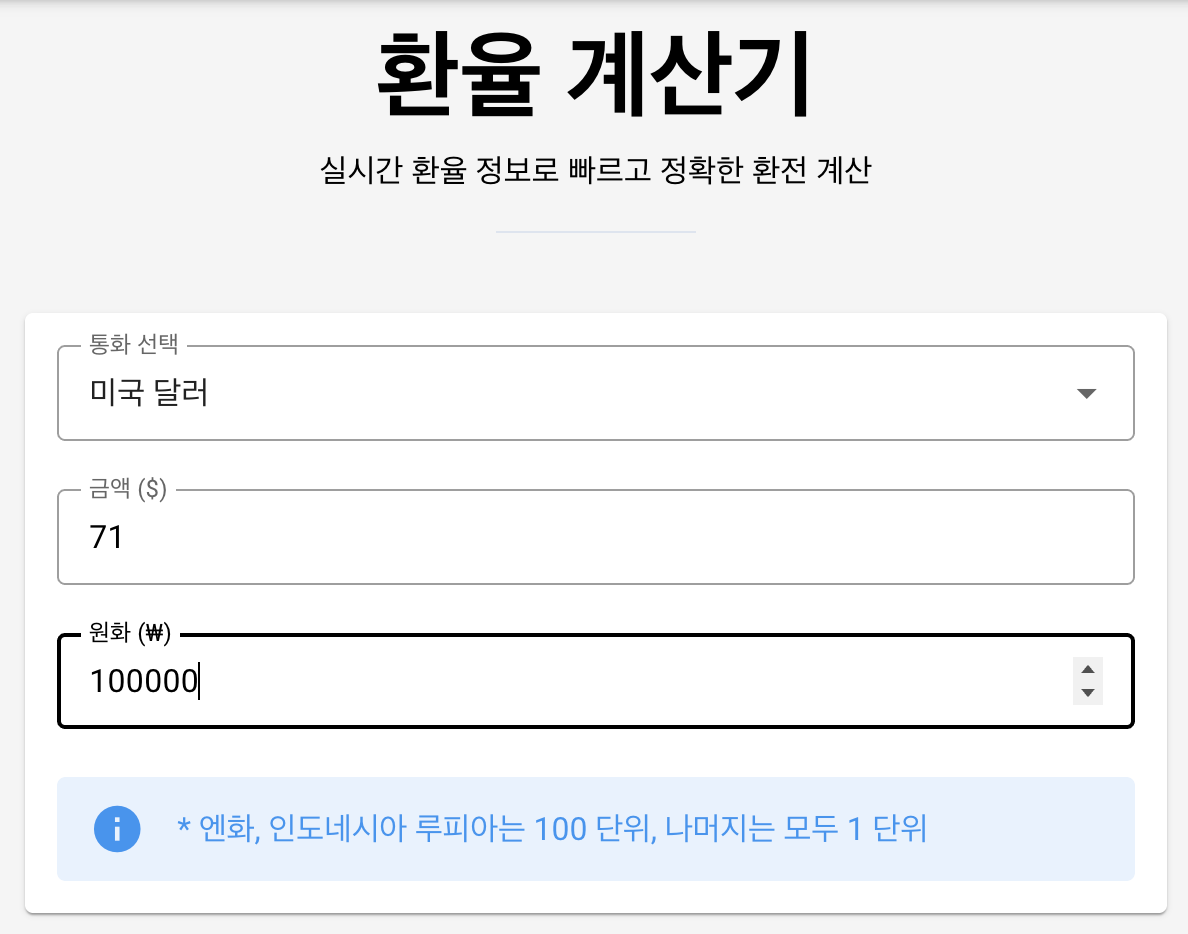 환율 계산기
실시간 환율 정보로 빠르고 정확한 환전 계산
통화 선택
미국 달러
금액 ($)
71
원화 (₩)
100000
* 엔화, 인도네시아 루피아는 100 단위, 나머지는 모두 1 단위